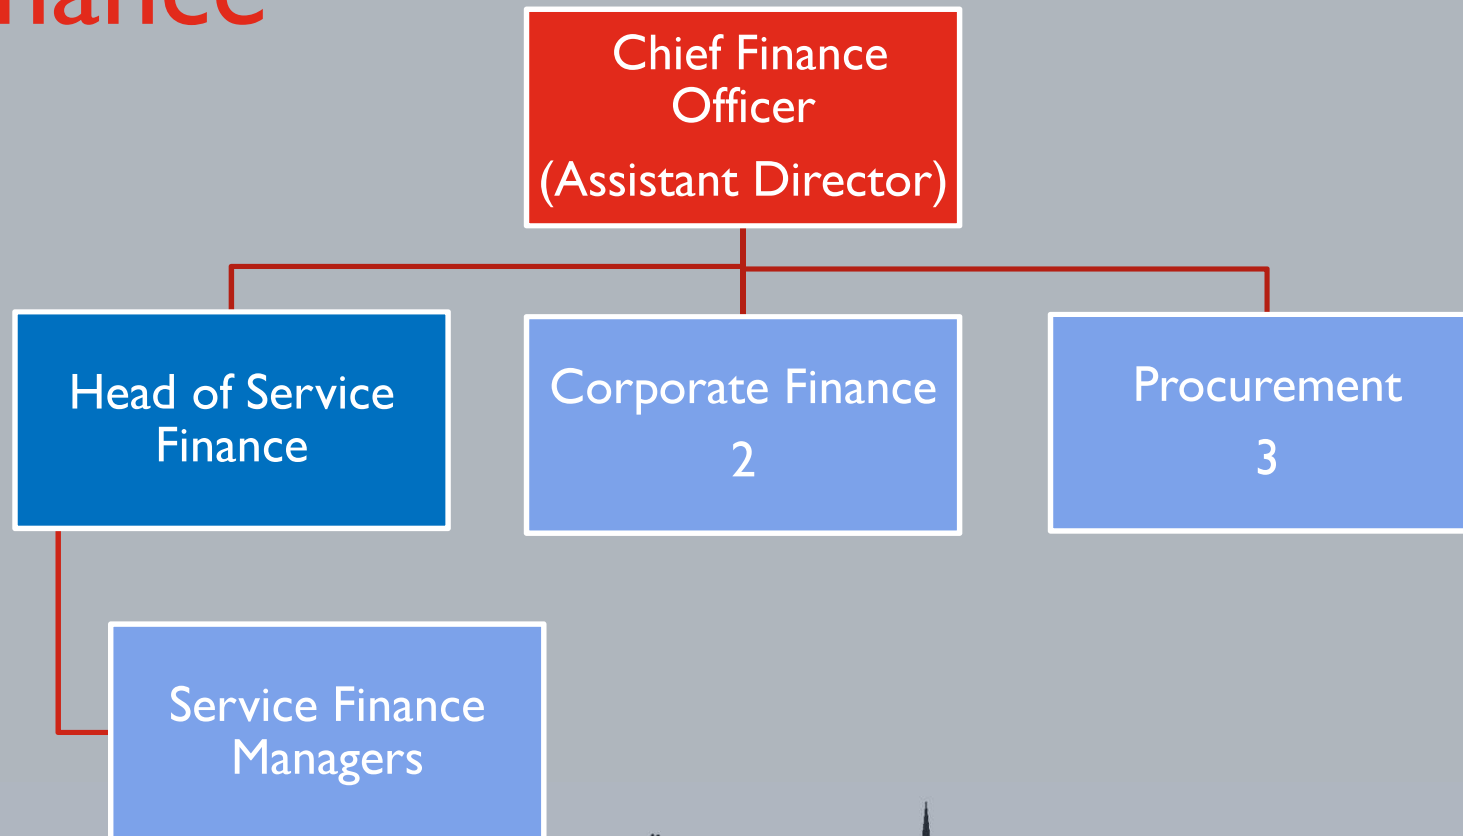 Chief Finance
Officer
(Assistant Director)
Head of Service
Finance
Corporate Finance
2
Procurement
3
Service Finance
Managers